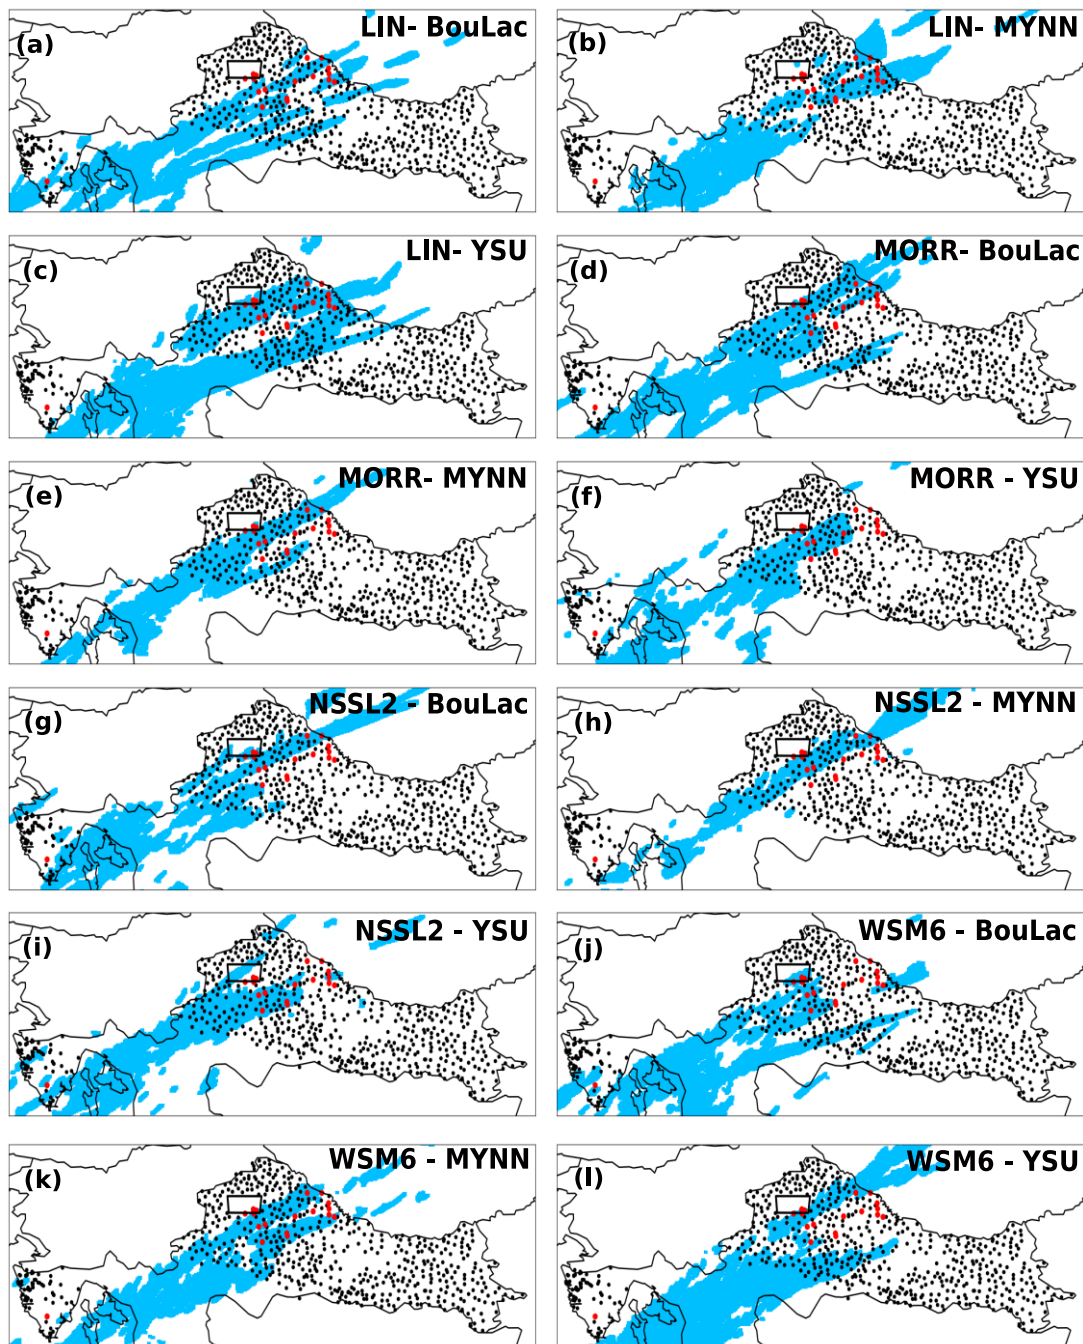 (a) LIN- BouLac
(b) LIN- MYNN
(c) LIN- YSU
(d) MORR- BouLac
(e) MORR- MYNN
(f) MORR - YSU
(g) NSSL2 - BouLac
(h) NSSL2 - MYNN
(i) NSSL2 - YSU
(j) WSM6 - BouLac
(k) WSM6 - MYNN
(l) WSM6 - YSU